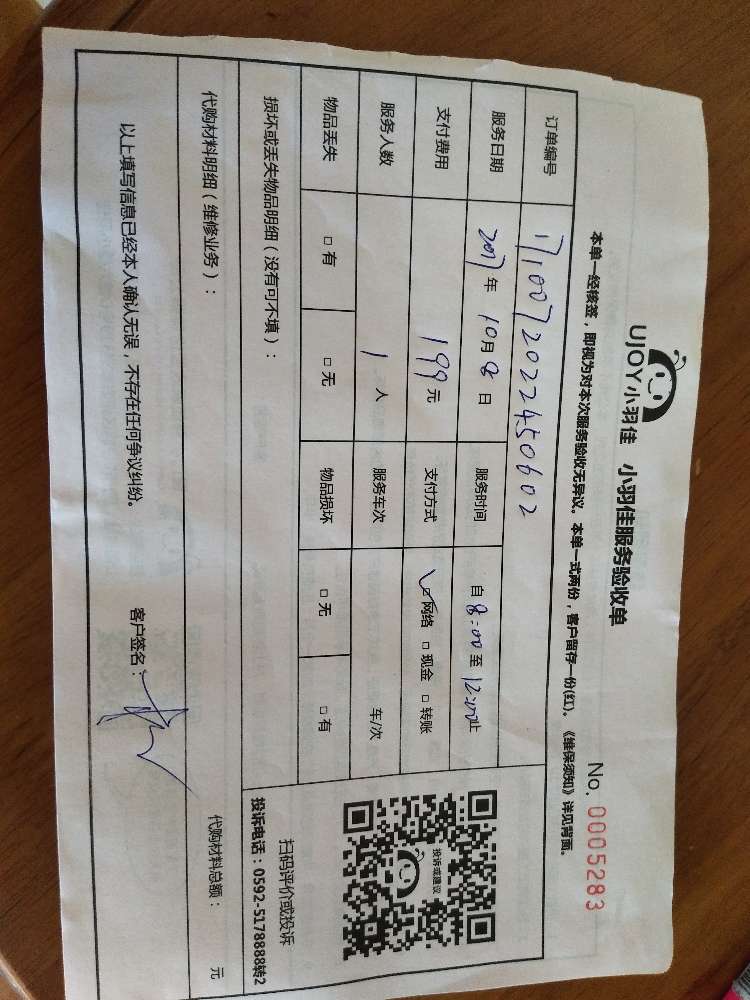 UJOY小羽佳 小羽佳服务验收单 No. 0005283
本单一经核签，即视为对本次服务验收无异议。本单一式两份，客户留存一份(红)。《维保须知》详见背面。
订单编号 1710072022450602
服务日期 2017年10月8日 服务时间 自8:00至12:00止
支付费用 199元 支付方式 ☑网络 □现金 □转账
服务人数 1人 服务车次 车/次
物品丢失 □有 □无 物品损坏 □无 □有
投诉或建议
扫码评价或投诉
投诉电话：0592-5178888转2
损坏或丢失物品明细（没有可不填）：
代购材料明细（维修业务）： 代购材料总额： 元
以上填写信息已经本人确认无误，不存在任何争议纠纷。 客户签名：